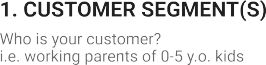 1. CUSTOMER SEGMENT(S)
Who is your customer?
i.e. working parents of 0-5 y.o. kids